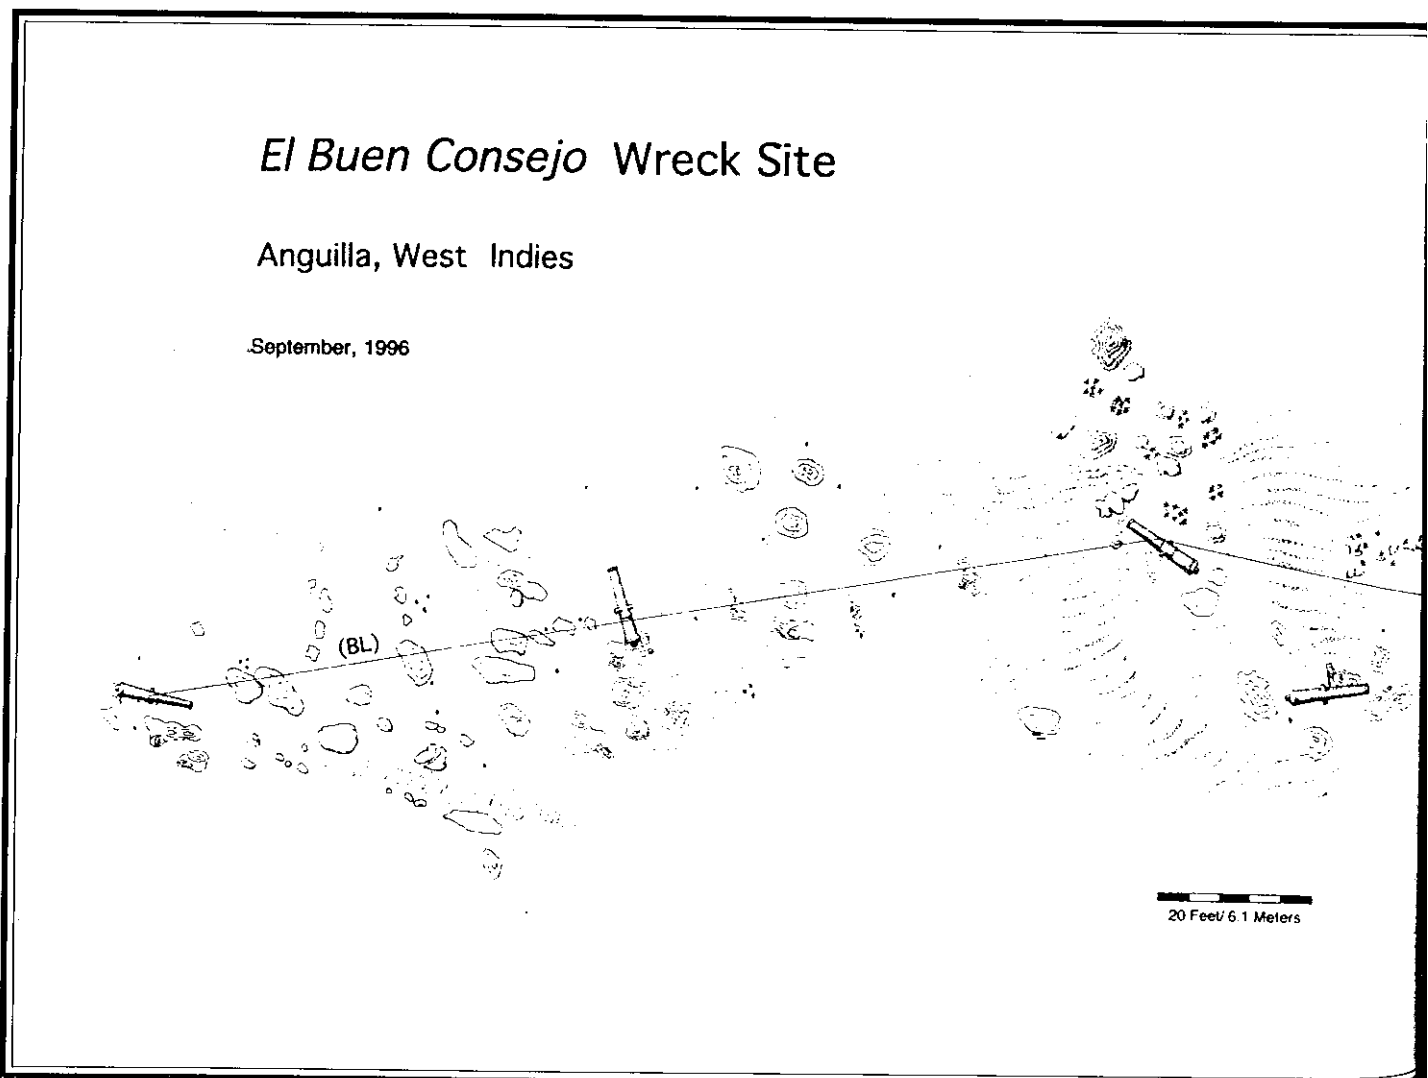 El Buen Consejo Wreck Site
Anguilla, West Indies
September, 1996
(BL)
20 Feet/ 6.1 Meters